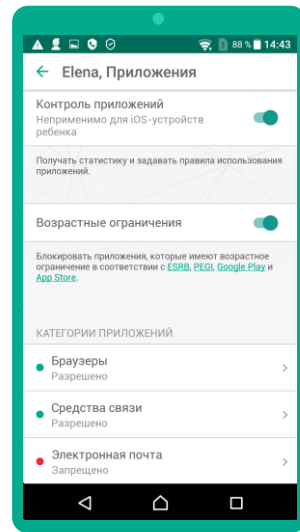 88 % 14:43
Elena, Приложения
Контроль приложений
Неприменимо для iOS-устройств
ребенка
Получать статистику и задавать правила использования
приложений.
Возрастные ограничения
Блокировать приложения, которые имеют возрастное
ограничение в соответствии с ESRB, PEGI, Google Play и
App Store.
КАТЕГОРИИ ПРИЛОЖЕНИЙ
Браузеры
Разрешено
Средства связи
Разрешено
Электронная почта
Запрещено